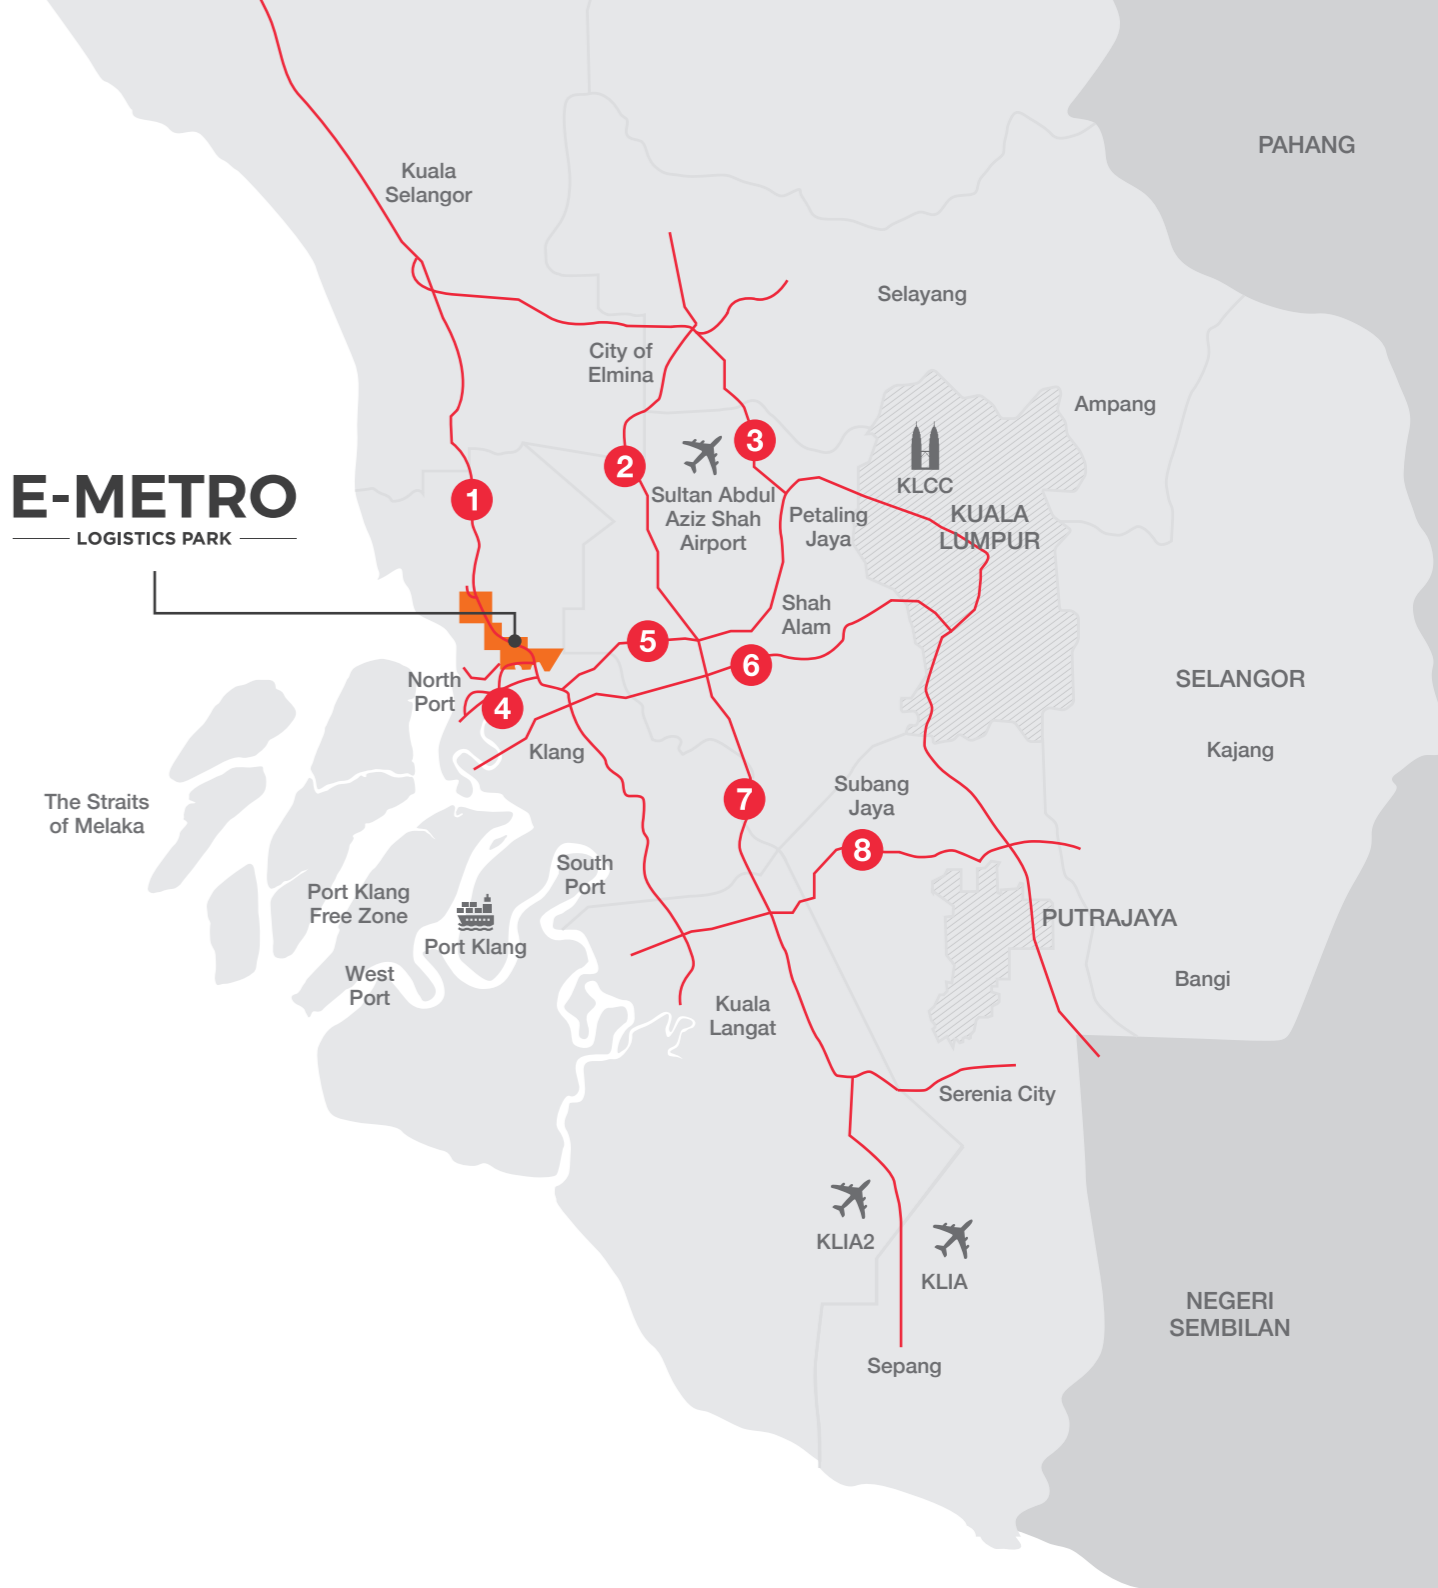 PAHANG
Kuala
Selangor
Selayang
City of
Elmina
Ampang
3
2
KLCC
E-METRO
LOGISTICS PARK
1
Sultan Abdul
Aziz Shah
Airport
Petaling
Jaya
KUALA
LUMPUR
Shah
Alam
5
6
North
Port
4
SELANGOR
Klang
Kajang
The Straits
of Melaka
7
Subang
Jaya
8
South
Port
Port Klang
Free Zone
Port Klang
PUTRAJAYA
West
Port
Bangi
Kuala
Langat
Serenia City
KLIA2
KLIA
NEGERI
SEMBILAN
Sepang